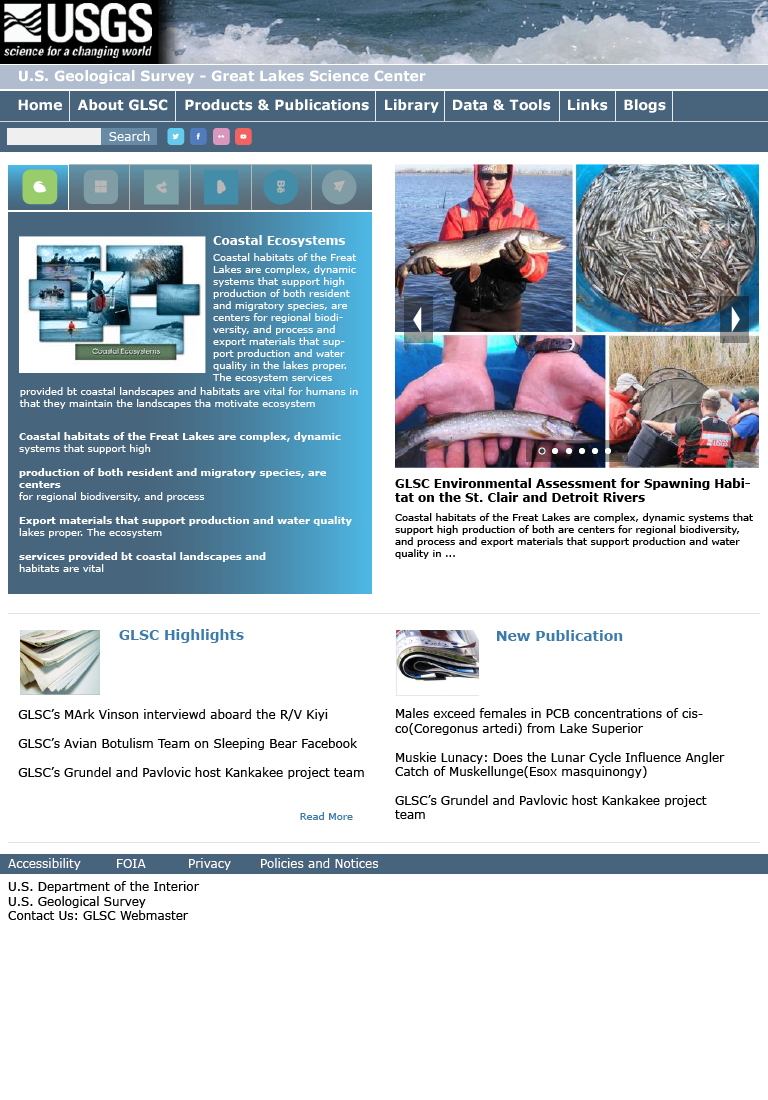 USGS
science for a changing world
U.S. Geological Survey - Great Lakes Science Center
Home About GLSC Products & Publications Library Data & Tools Links Blogs
Search
Coastal Ecosystems
Coastal habitats of the Freat
Lakes are complex, dynamic
systems that support high
production of both resident
and migratory species, are
centers for regional biodi-
versity, and process and
export materials that sup-
port production and water
quality in the lakes proper.
The ecosystem services
provided bt coastal landscapes and habitats are vital for humans in
that they maintain the landscapes tha motivate ecosystem
Coastal Ecosystems
Coastal habitats of the Freat Lakes are complex, dynamic
systems that support high
production of both resident and migratory species, are
centers
for regional biodiversity, and process
Export materials that support production and water quality
lakes proper. The ecosystem
services provided bt coastal landscapes and
habitats are vital
GLSC Environmental Assessment for Spawning Habi-
tat on the St. Clair and Detroit Rivers
Coastal habitats of the Freat Lakes are complex, dynamic systems that
support high production of both are centers for regional biodiversity,
and process and export materials that support production and water
quality in ...
GLSC Highlights
GLSC's MArk Vinson interviewd aboard the R/V Kiyi
GLSC's Avian Botulism Team on Sleeping Bear Facebook
GLSC's Grundel and Pavlovic host Kankakee project team
Read More
New Publication
Males exceed females in PCB concentrations of cis-
co(Coregonus artedi) from Lake Superior
Muskie Lunacy: Does the Lunar Cycle Influence Angler
Catch of Muskellunge(Esox masquinongy)
GLSC's Grundel and Pavlovic host Kankakee project
team
Accessibility FOIA Privacy Policies and Notices
U.S. Department of the Interior
U.S. Geological Survey
Contact Us: GLSC Webmaster